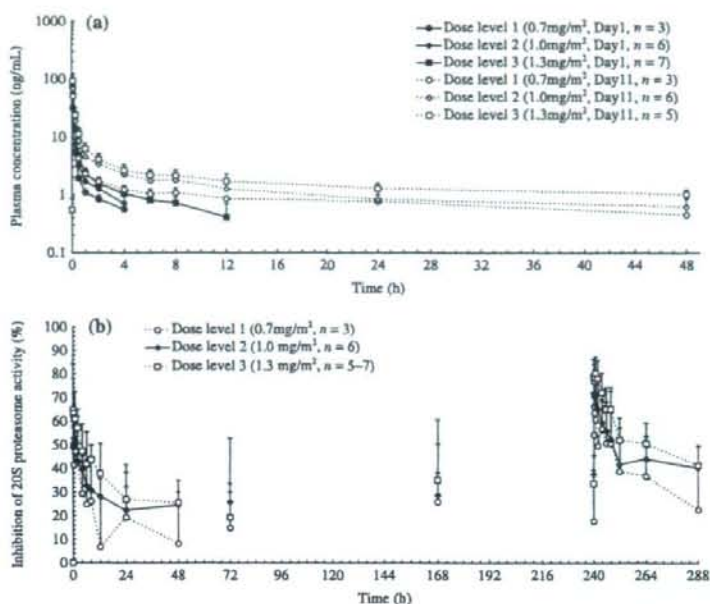 (a)
Dose level 1 (0.7mg/m², Day1, n = 3)
Dose level 2 (1.0mg/m², Day1, n = 6)
Dose level 3 (1.3mg/m², Day1, n = 7)
Dose level 1 (0.7mg/m², Day11, n = 3)
Dose level 2 (1.0mg/m², Day11, n = 6)
Dose level 3 (1.3mg/m², Day11, n = 5)
Plasma concentration (ng/mL)
1000
100
10
1
0.1
0 4 8 12 16 20 24 28 32 36 40 44 48
Time (h)
(b)
Dose level 1 (0.7mg/m², n = 3)
Dose level 2 (1.0 mg/m², n = 6)
Dose level 3 (1.3 mg/m², n = 5–7)
Inhibition of 20S proteasome activity (%)
100
90
80
70
60
50
40
30
20
10
0
0 24 48 72 96 120 144 168 192 216 240 264 288
Time (h)